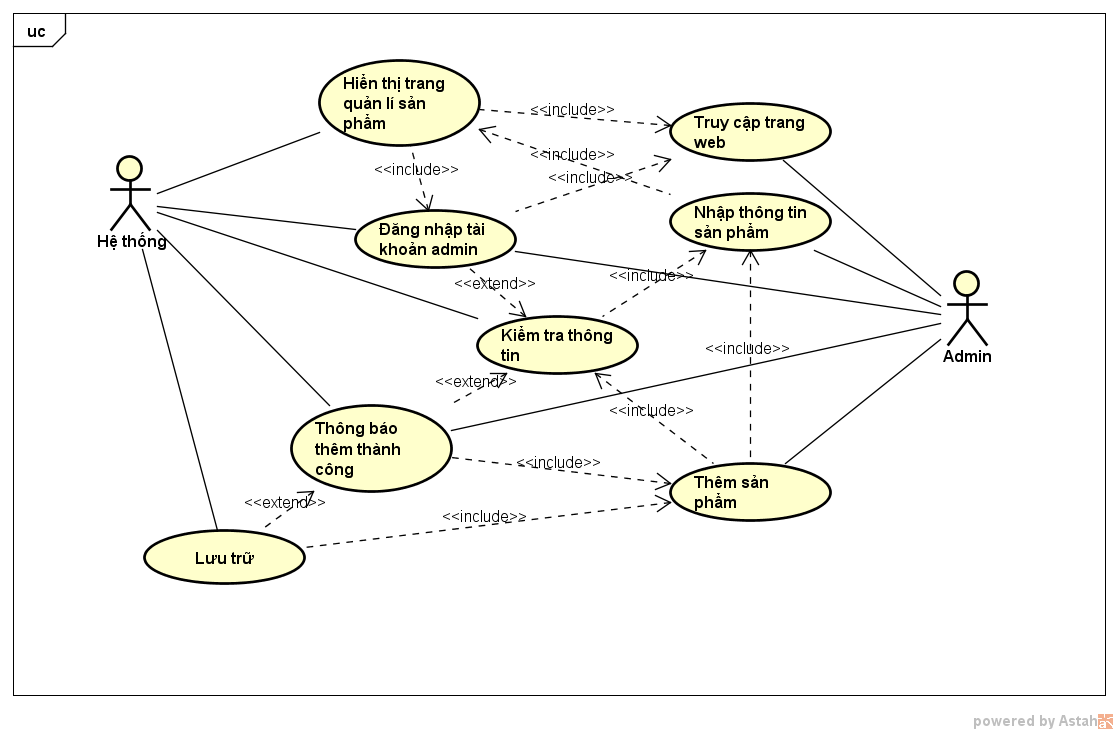 uc
Hiển thị trang
quản lí sản
phẩm
<<include>>
Truy cập trang
web
<<include>>
<<include>>
<<include>>
Hệ thống
Đăng nhập tài
khoản admin
Nhập thông tin
sản phẩm
<<extend>>
<<include>>
Kiểm tra thông
tin
<<include>>
Admin
<<extend>>
<<include>>
Thông báo
thêm thành
công
<<include>>
Thêm sản
phẩm
<<extend>>
<<include>>
Lưu trữ
powered by Astah